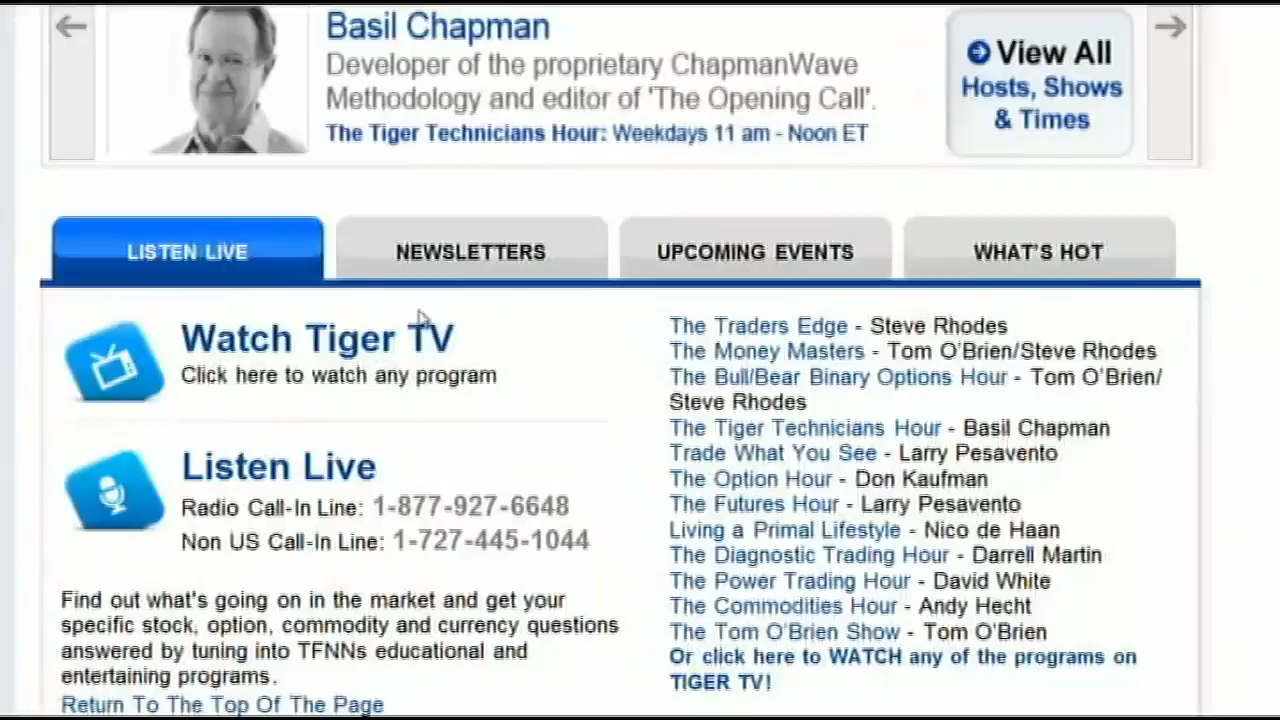 Basil Chapman
Developer of the proprietary ChapmanWave
Methodology and editor of 'The Opening Call'.
The Tiger Technicians Hour: Weekdays 11 am - Noon ET
View All
Hosts, Shows
& Times
LISTEN LIVE
NEWSLETTERS
UPCOMING EVENTS
WHAT'S HOT
Watch Tiger TV
Click here to watch any program
Listen Live
Radio Call-In Line: 1-877-927-6648
Non US Call-In Line: 1-727-445-1044
Find out what's going on in the market and get your
specific stock, option, commodity and currency questions
answered by tuning into TFNNs educational and
entertaining programs.
Return To The Top Of The Page
The Traders Edge - Steve Rhodes
The Money Masters - Tom O'Brien/Steve Rhodes
The Bull/Bear Binary Options Hour - Tom O'Brien/
Steve Rhodes
The Tiger Technicians Hour - Basil Chapman
Trade What You See - Larry Pesavento
The Option Hour - Don Kaufman
The Futures Hour - Larry Pesavento
Living a Primal Lifestyle - Nico de Haan
The Diagnostic Trading Hour - Darrell Martin
The Power Trading Hour - David White
The Commodities Hour - Andy Hecht
The Tom O'Brien Show - Tom O'Brien
Or click here to WATCH any of the programs on
TIGER TV!